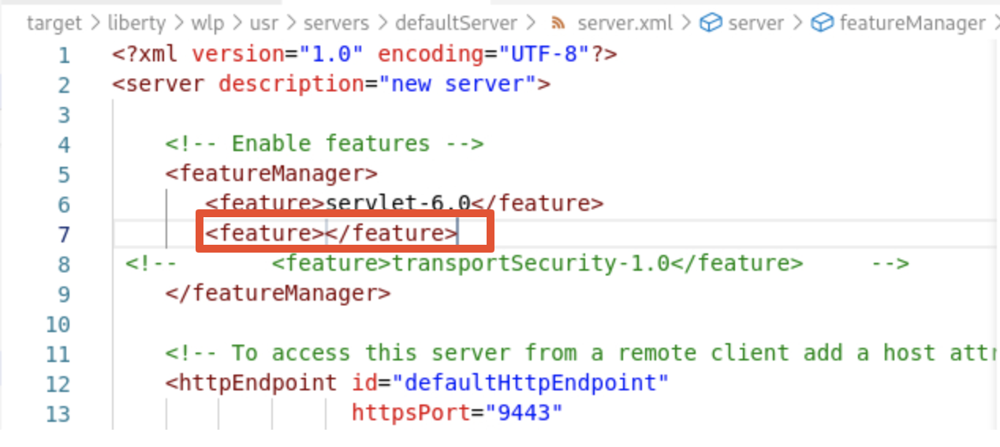 target > liberty > wlp > usr > servers > defaultServer > server.xml > server > featureManager >
1 <?xml version="1.0" encoding="UTF-8"?>
2 <server description="new server">
3
4 <!-- Enable features -->
5 <featureManager>
6 <feature>servlet-6.0</feature>
7 <feature></feature>
8 <!-- <feature>transportSecurity-1.0</feature> -->
9 </featureManager>
10
11 <!-- To access this server from a remote client add a host attr
12 <httpEndpoint id="defaultHttpEndpoint"
13 httpsPort="9443"